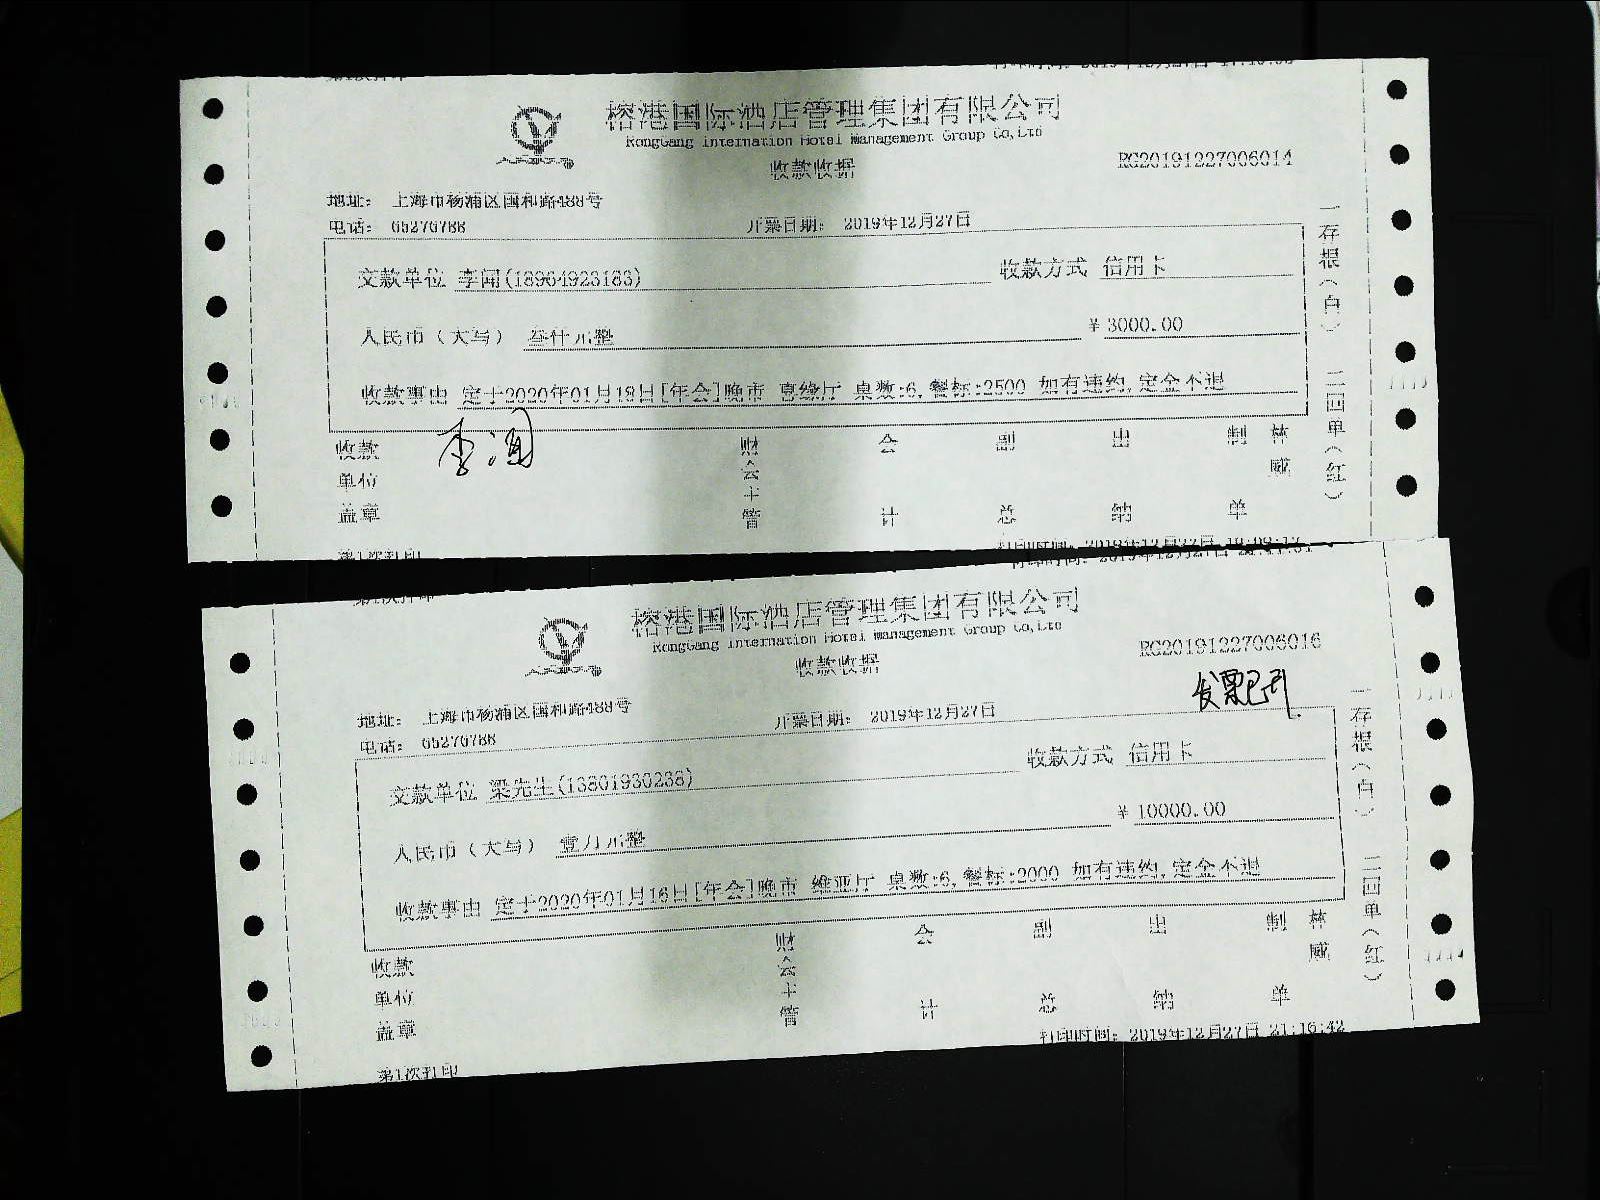 榕港国际酒店管理集团有限公司
RongGang Internation Hotel Management Group Co,Ltd
收款收据
RG20191227006014
地址： 上海市杨浦区国和路488号
电话： 65276788
开票日期： 2019年12月27日
交款单位 李闻(18964923183)
收款方式 信用卡
人民币（大写） 叁仟元整
¥ 3000.00
收款事由 定于2020年01月18日[年会]晚市 喜缘厅 桌数:6,餐标:2500 如有违约,定金不退
一存根（白） 二四单（红）
收款单位盖章
财会主管
会计
副总
出纳
制单
林威
第1次打印
榕港国际酒店管理集团有限公司
RongGang Internation Hotel Management Group Co,Ltd
收款收据
RG20191227006016
发票已开
地址： 上海市杨浦区国和路488号
电话： 65276788
开票日期： 2019年12月27日
交款单位 梁先生(13801930238)
收款方式 信用卡
人民币（大写） 壹万元整
¥ 10000.00
收款事由 定于2020年01月16日[年会]晚市 维亚厅 桌数:6,餐标:2000 如有违约,定金不退
一存根（白） 二四单（红）
收款单位盖章
财会主管
会计
副总
出纳
制单
林威
打印时间： 2019年12月27日 21:16:42
第1次打印